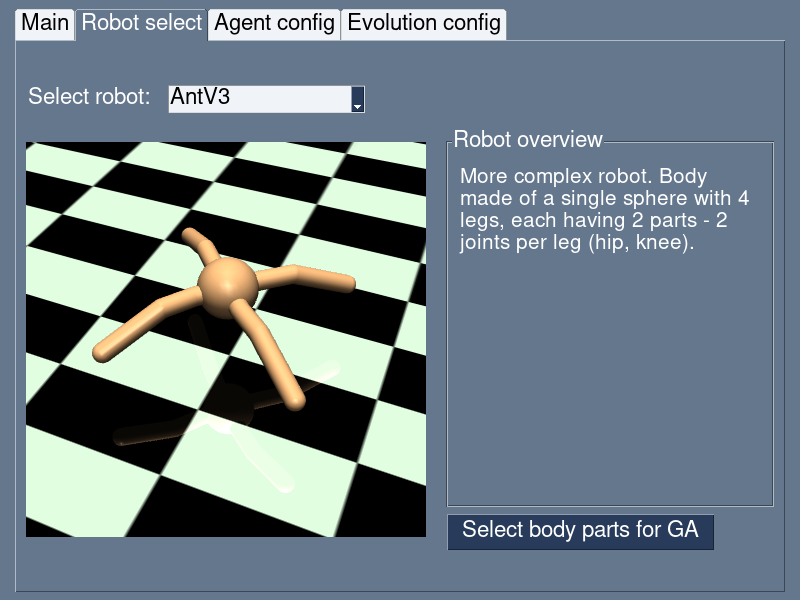 Main Robot select Agent config Evolution config
Select robot: AntV3
Robot overview
More complex robot. Body
made of a single sphere with 4
legs, each having 2 parts - 2
joints per leg (hip, knee).
Select body parts for GA